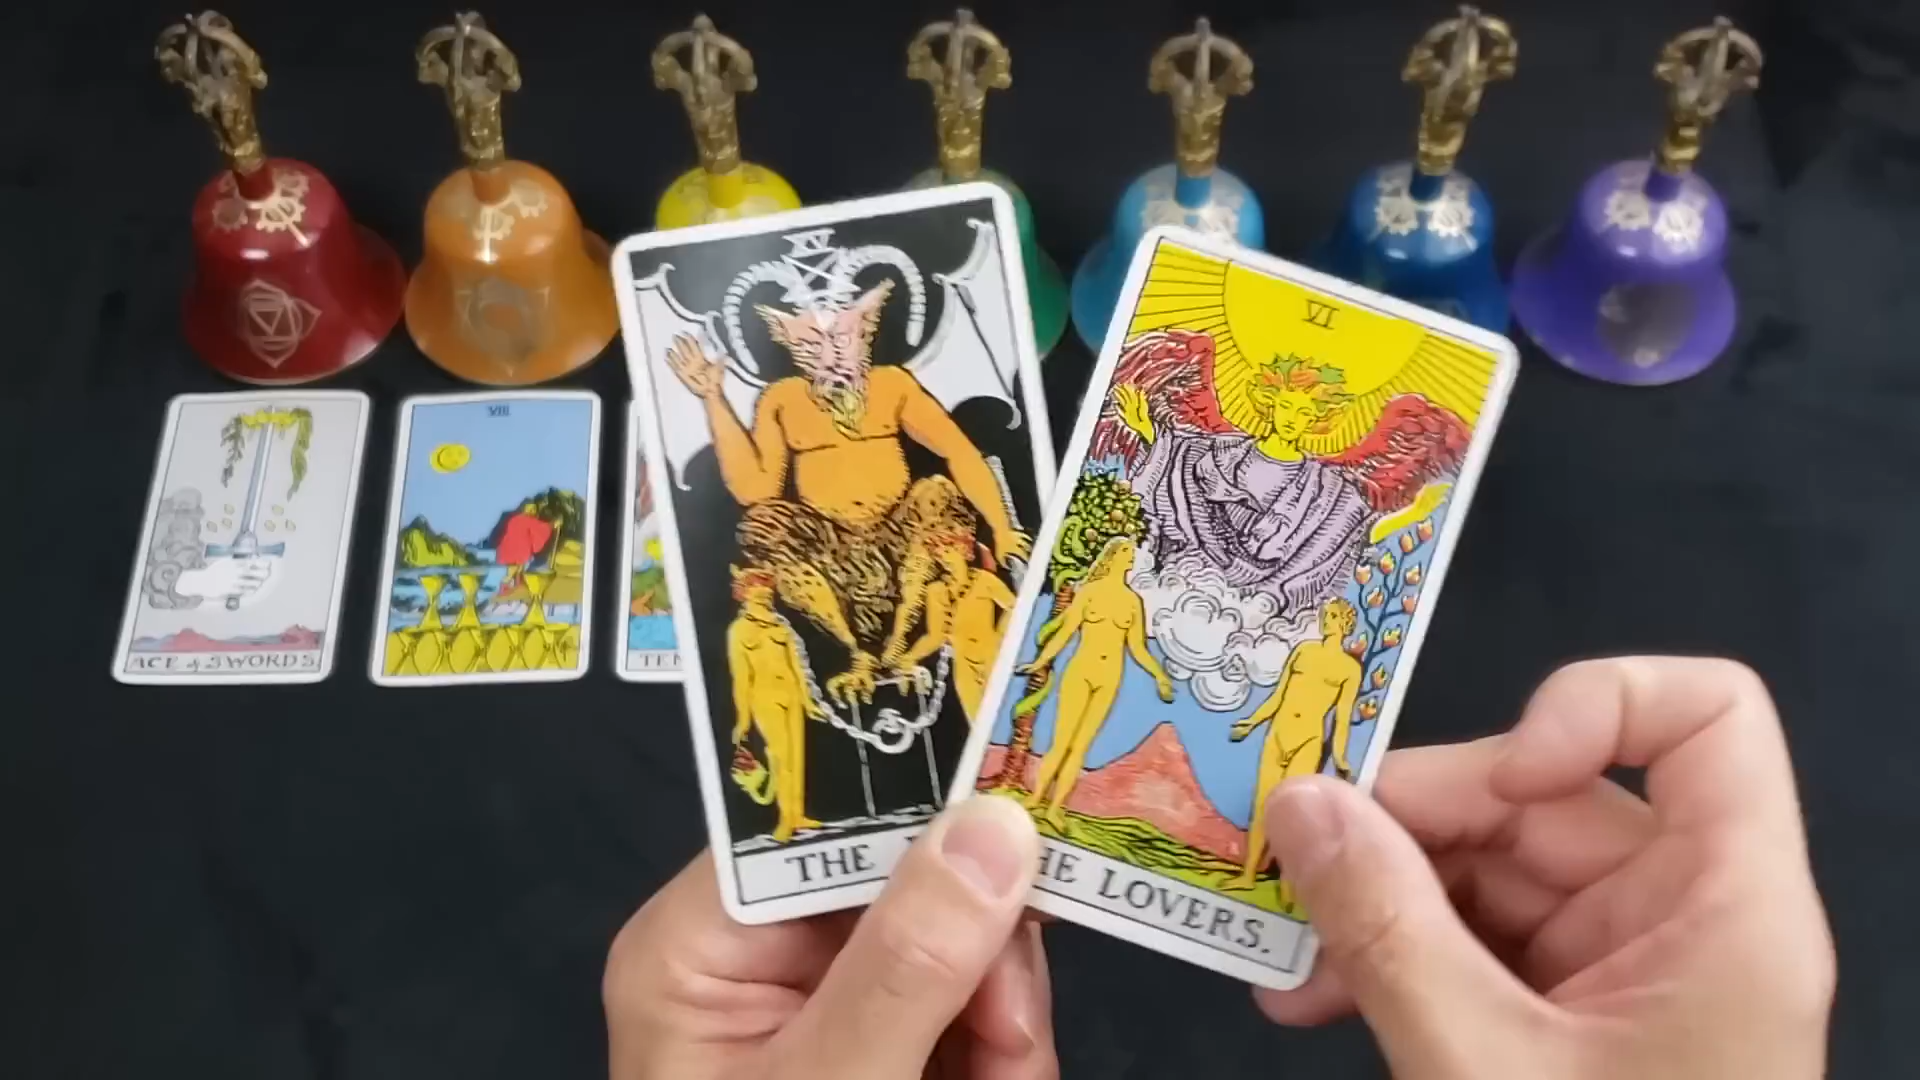 XV
VI
VIII
ACE of SWORDS
TEN
THE
HE LOVERS.